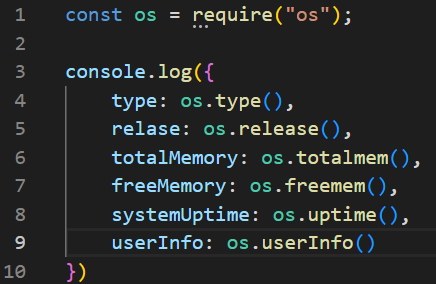 1 const os = require("os");
2
3 console.log({
4     type: os.type(),
5     relase: os.release(),
6     totalMemory: os.totalmem(),
7     freeMemory: os.freemem(),
8     systemUptime: os.uptime(),
9     userInfo: os.userInfo()
10 })